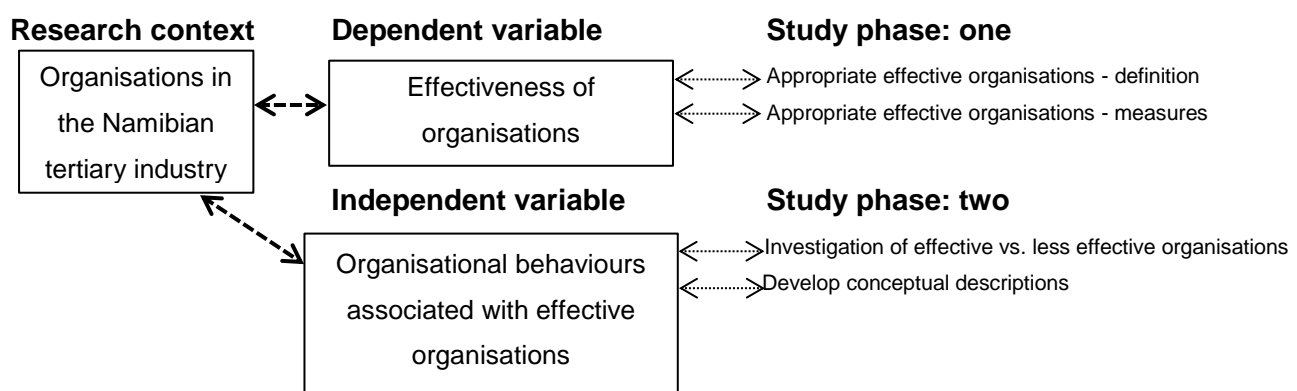 Research context
Organisations in
the Namibian
tertiary industry
Dependent variable
Effectiveness of
organisations
Study phase: one
Appropriate effective organisations - definition
Appropriate effective organisations - measures
Independent variable
Organisational behaviours
associated with effective
organisations
Study phase: two
Investigation of effective vs. less effective organisations
Develop conceptual descriptions